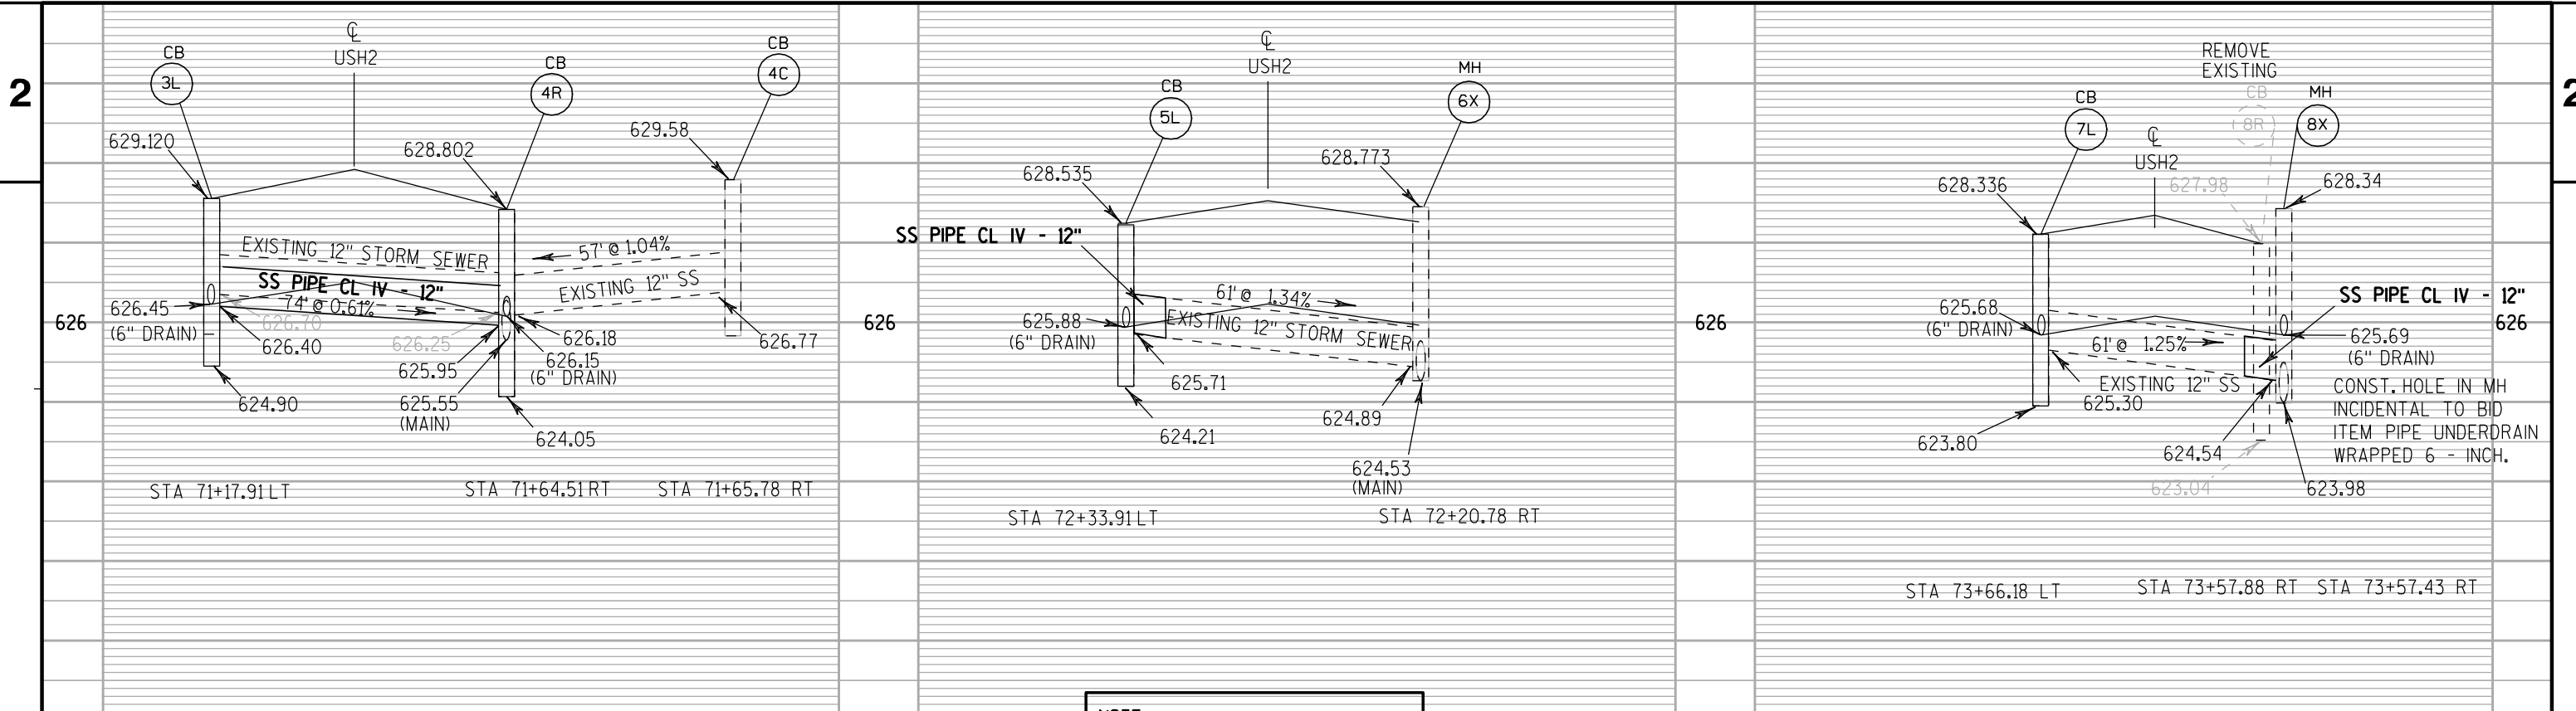 2
CB
3L
℄
USH2
CB
4R
CB
4C
629.120
628.802
629.58
EXISTING 12" STORM SEWER
57' @ 1.04%
SS PIPE CL IV - 12"
74' @ 0.61%
EXISTING 12" SS
626
626.45
(6" DRAIN)
626.70
626.40
626.25
625.95
626.18
626.15
(6" DRAIN)
626.77
624.90
625.55
(MAIN)
624.05
STA 71+17.91 LT
STA 71+64.51 RT
STA 71+65.78 RT
℄
USH2
CB
5L
MH
6X
628.535
628.773
SS PIPE CL IV - 12"
61' @ 1.34%
EXISTING 12" STORM SEWER
626
625.88
(6" DRAIN)
625.71
624.21
624.89
624.53
(MAIN)
STA 72+33.91 LT
STA 72+20.78 RT
REMOVE
EXISTING
CB
8R
CB
7L
℄
USH2
MH
8X
627.98
628.336
628.34
SS PIPE CL IV - 12"
626
626
625.68
(6" DRAIN)
61' @ 1.25%
625.69
(6" DRAIN)
EXISTING 12" SS
625.30
CONST. HOLE IN MH
INCIDENTAL TO BID
ITEM PIPE UNDERDRAIN
WRAPPED 6 - INCH.
623.80
624.54
623.04
623.98
STA 73+66.18 LT
STA 73+57.88 RT
STA 73+57.43 RT
2